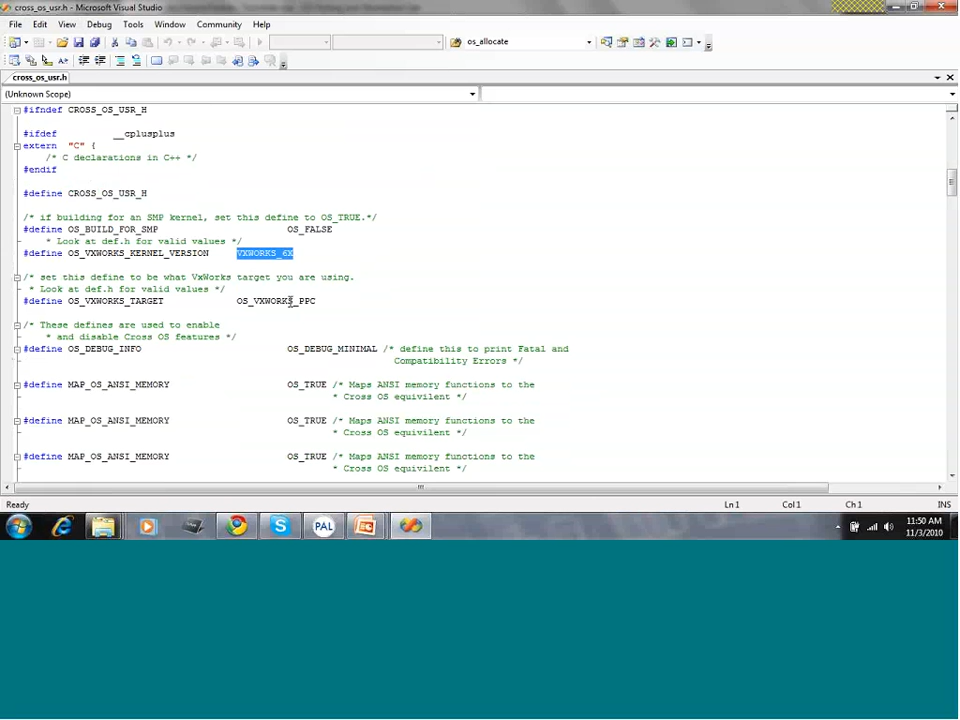 cross_os_usr.h - Microsoft Visual Studio
File Edit View Debug Tools Window Community Help
os_allocate
cross_os_usr.h
(Unknown Scope)
#ifndef CROSS_OS_USR_H
#ifdef __cplusplus
extern "C" {
/* C declarations in C++ */
#endif
#define CROSS_OS_USR_H
/* if building for an SMP kernel, set this define to OS_TRUE.*/
#define OS_BUILD_FOR_SMP OS_FALSE
* Look at def.h for valid values */
#define OS_VXWORKS_KERNEL_VERSION VXWORKS_6X
/* set this define to be what VxWorks target you are using.
* Look at def.h for valid values */
#define OS_VXWORKS_TARGET OS_VXWORKS_PPC
/* These defines are used to enable
* and disable Cross OS features */
#define OS_DEBUG_INFO OS_DEBUG_MINIMAL /* define this to print Fatal and
Compatibility Errors */
#define MAP_OS_ANSI_MEMORY OS_TRUE /* Maps ANSI memory functions to the
* Cross OS equivilent */
#define MAP_OS_ANSI_MEMORY OS_TRUE /* Maps ANSI memory functions to the
* Cross OS equivilent */
#define MAP_OS_ANSI_MEMORY OS_TRUE /* Maps ANSI memory functions to the
* Cross OS equivilent */
Ready Ln 1 Col 1 Ch 1 INS
PAL
11:50 AM
11/3/2010